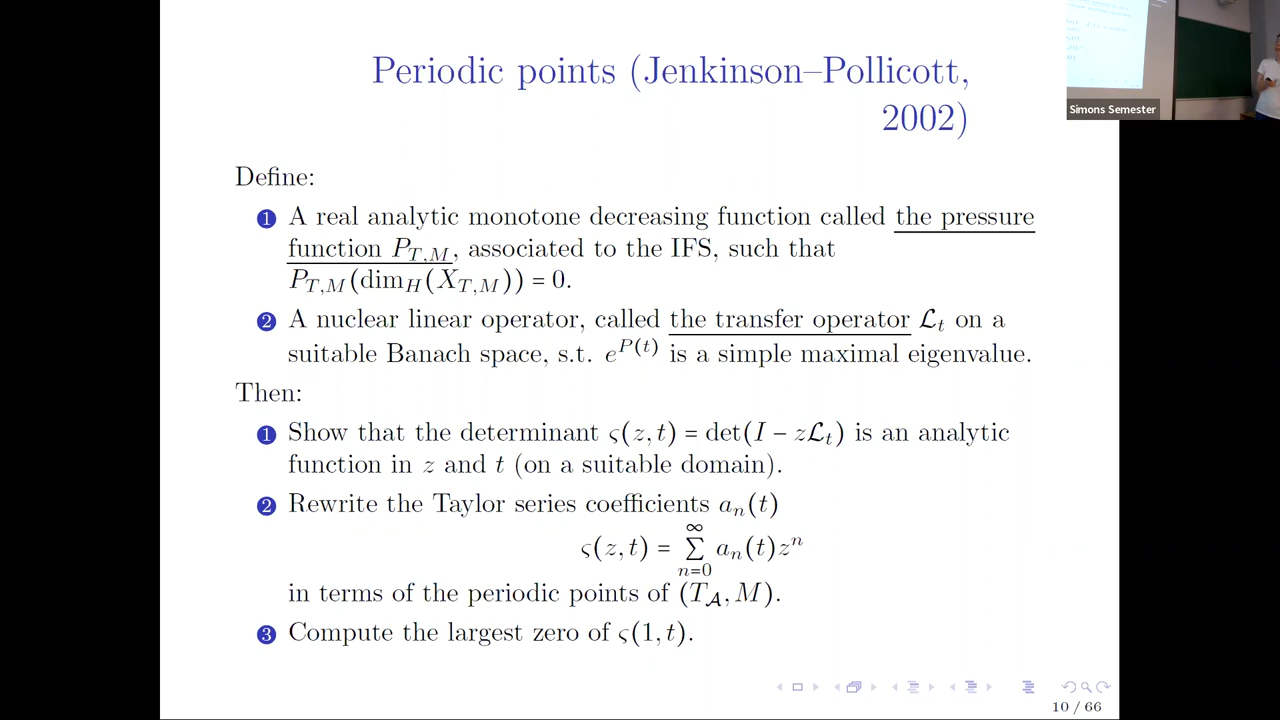 Periodic points (Jenkinson–Pollicott,
2002)
Simons Semester
Define:
1 A real analytic monotone decreasing function called the pressure
function P_{T,M}, associated to the IFS, such that
P_{T,M}(dim_H(X_{T,M})) = 0.
2 A nuclear linear operator, called the transfer operator 𝓛_t on a
suitable Banach space, s.t. e^{P(t)} is a simple maximal eigenvalue.
Then:
1 Show that the determinant ς(z, t) = det(I − z𝓛_t) is an analytic
function in z and t (on a suitable domain).
2 Rewrite the Taylor series coefficients a_n(t)
ς(z, t) = ∑_{n=0}^{∞} a_n(t)z^n
in terms of the periodic points of (T_𝒜, M).
3 Compute the largest zero of ς(1, t).
10 / 66